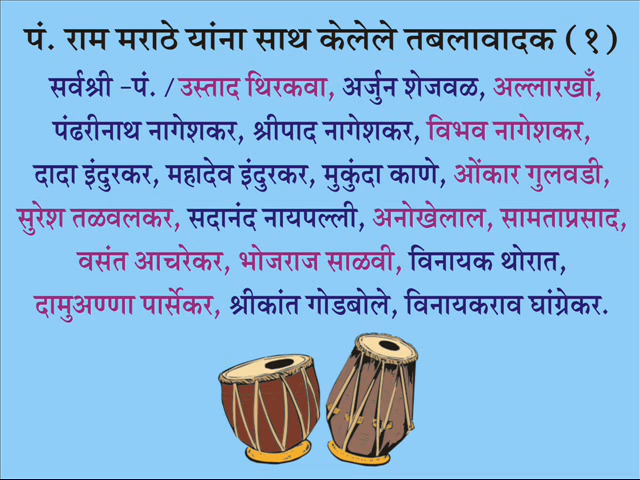 पं. राम मराठे यांना साथ केलेले तबलावादक (१)
सर्वश्री -पं. /उस्ताद थिरकवा, अर्जुन शेजवळ, अल्लारखाँ,
पंढरीनाथ नागेशकर, श्रीपाद नागेशकर, विभव नागेशकर,
दादा इंदुरकर, महादेव इंदुरकर, मुकुंदा काणे, ओंकार गुलवडी,
सुरेश तळवलकर, सदानंद नायपल्ली, अनोखेलाल, सामताप्रसाद,
वसंत आचरेकर, भोजराज साळवी, विनायक थोरात,
दामुअण्णा पार्सेकर, श्रीकांत गोडबोले, विनायकराव घांग्रेकर.